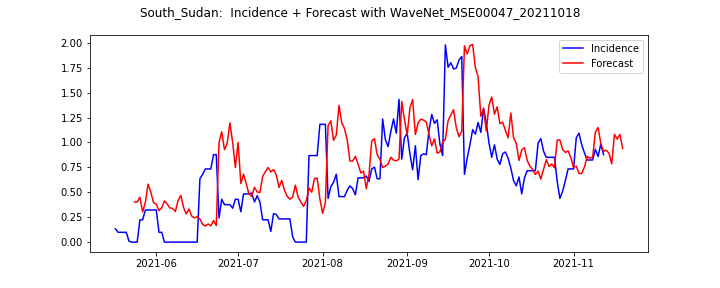 South_Sudan:  Incidence + Forecast with WaveNet_MSE00047_20211018
Incidence
Forecast
2.00
1.75
1.50
1.25
1.00
0.75
0.50
0.25
0.00
2021-06 2021-07 2021-08 2021-09 2021-10 2021-11